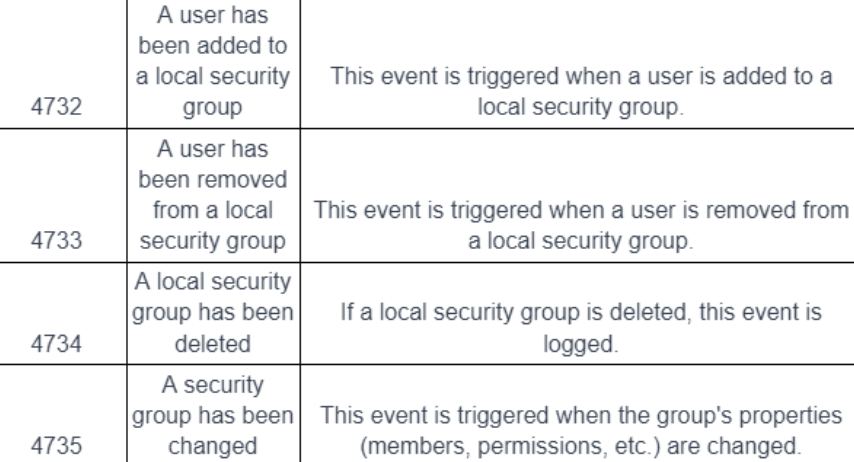 A user has
been added to
a local security
group
4732
This event is triggered when a user is added to a
local security group.
A user has
been removed
from a local
security group
4733
This event is triggered when a user is removed from
a local security group.
A local security
group has been
deleted
4734
If a local security group is deleted, this event is
logged.
A security
group has been
changed
4735
This event is triggered when the group's properties
(members, permissions, etc.) are changed.